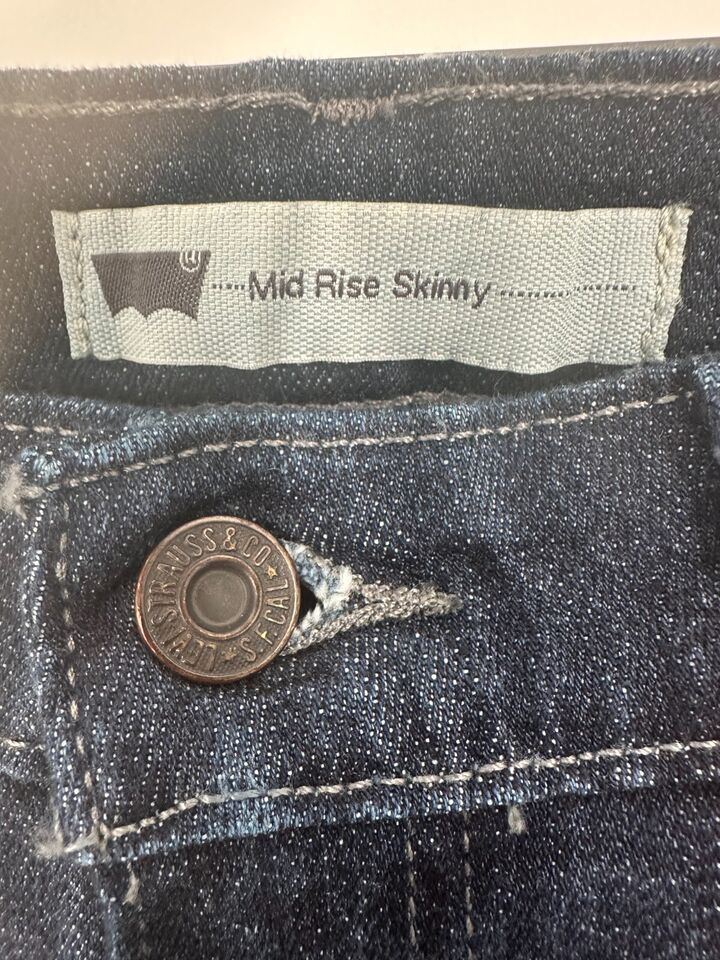 Mid Rise Skinny
LEVI STRAUSS & CO ★ S.F. CAL ★